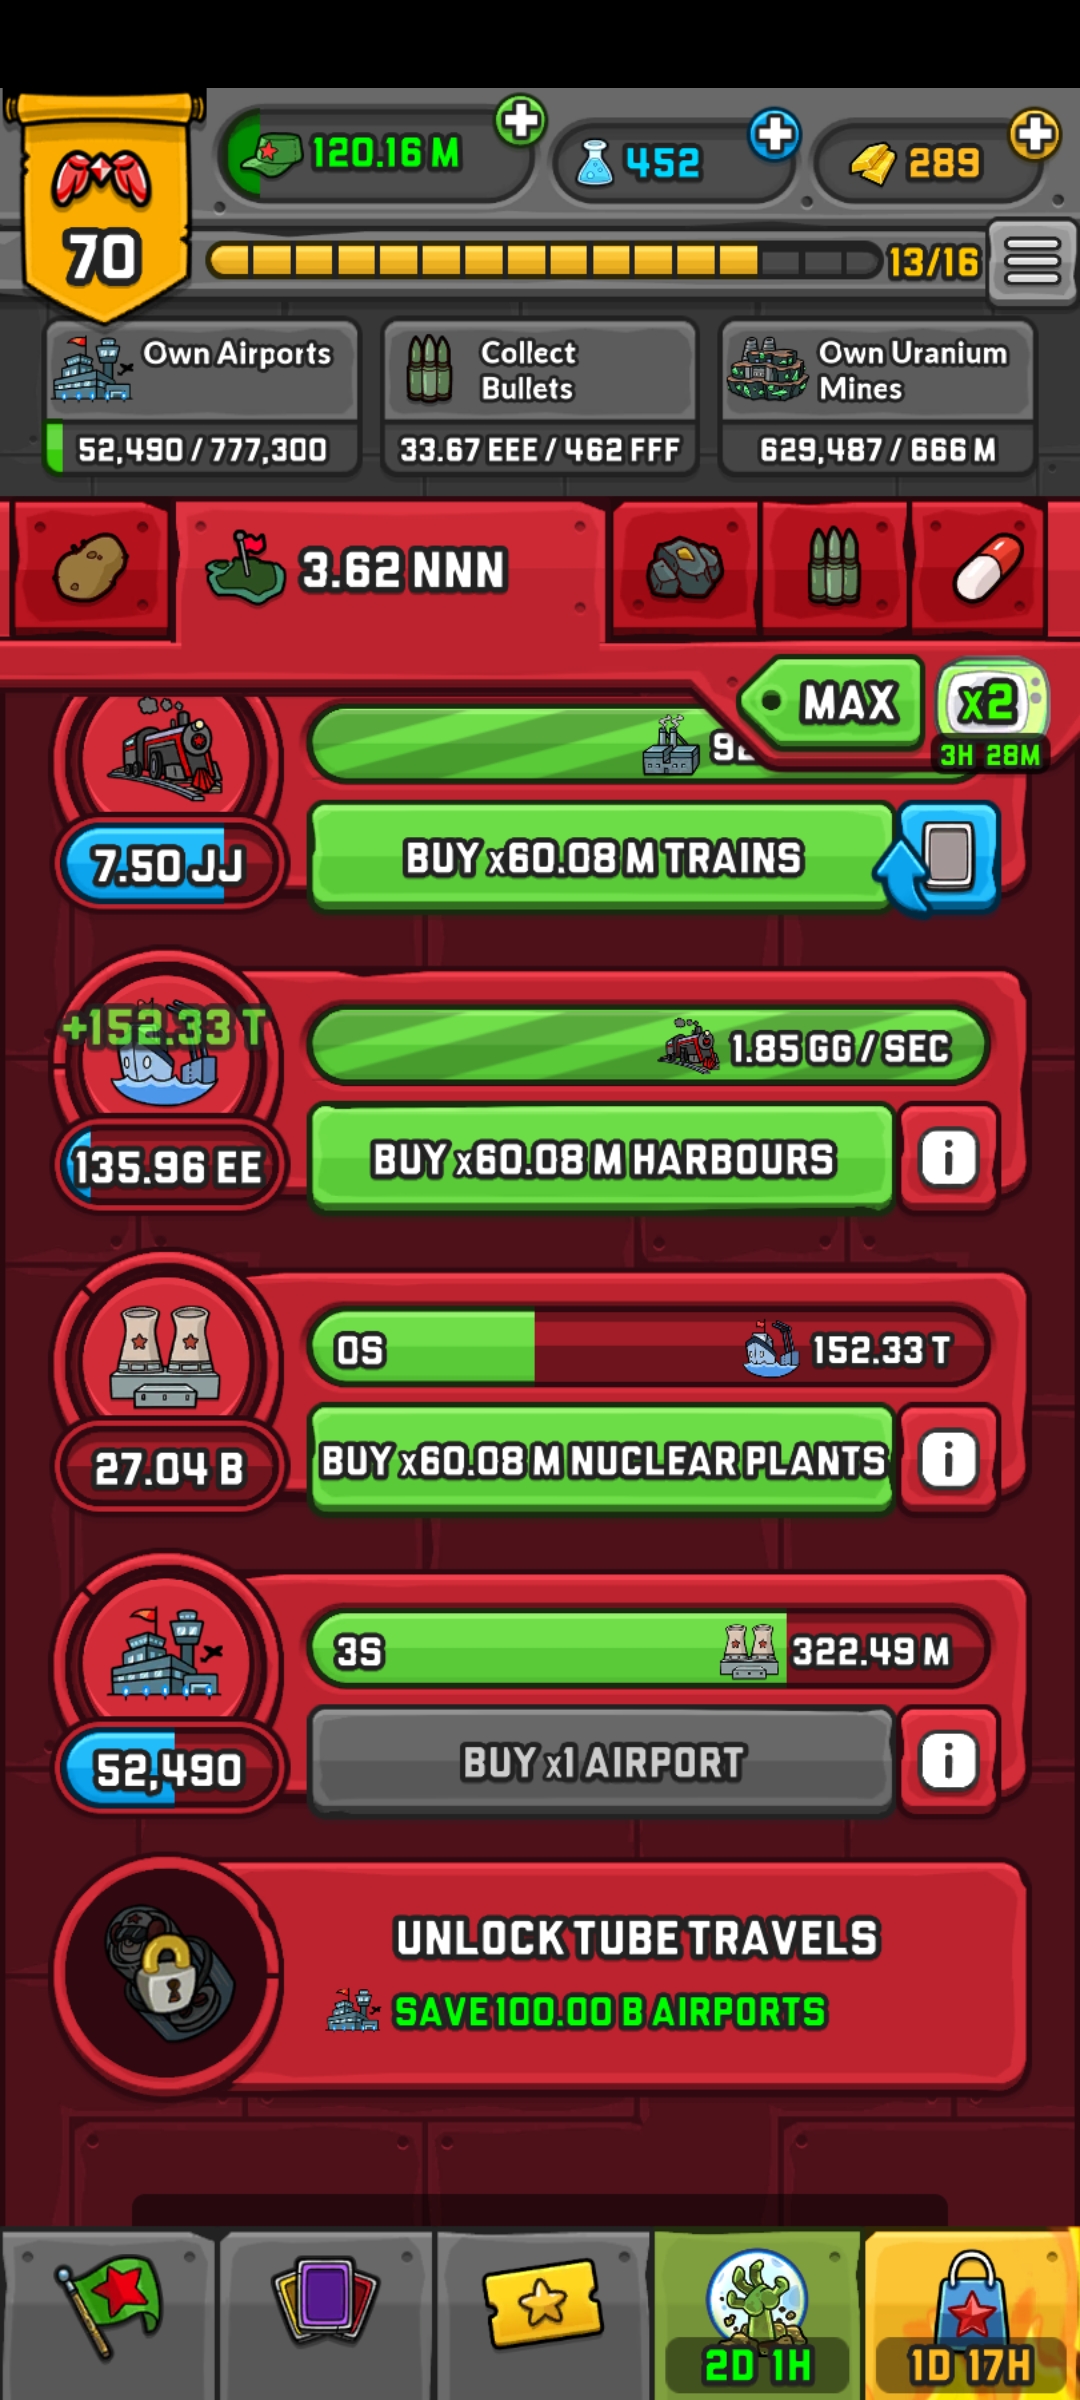 120.16 M
452
289
70
13/16
Own Airports
52,490 / 777,300
Collect
Bullets
33.67 EEE / 462 FFF
Own Uranium
Mines
629,487 / 666 M
3.62 NNN
MAX
x2
3H 28M
7.50 JJ
BUY x60.08 M TRAINS
+152.33 T
1.85 GG / SEC
135.96 EE
BUY x60.08 M HARBOURS
i
0S
152.33 T
27.04 B
BUY x60.08 M NUCLEAR PLANTS
i
3S
322.49 M
52,490
BUY x1 AIRPORT
i
UNLOCK TUBE TRAVELS
SAVE 100.00 B AIRPORTS
2D 1H
1D 17H